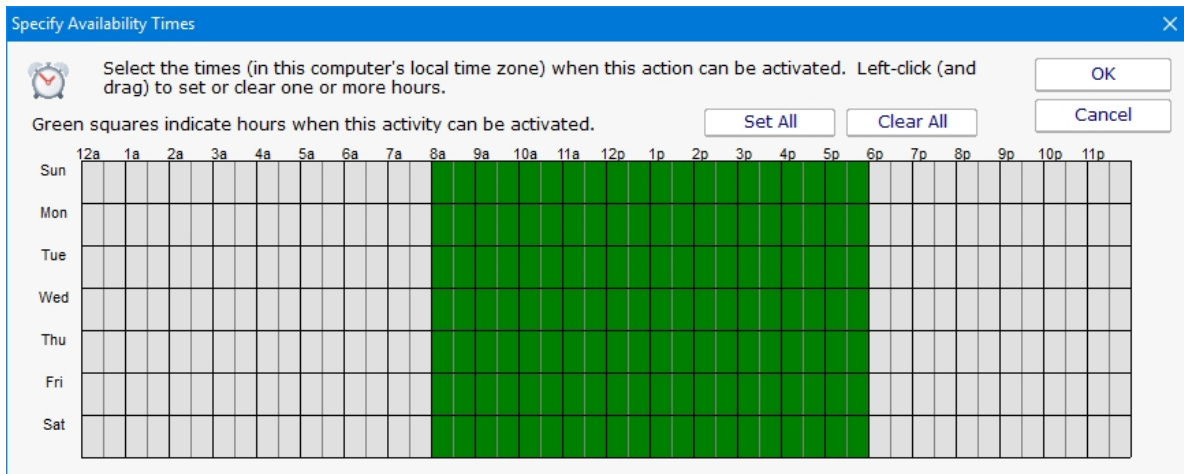 Specify Availability Times
Select the times (in this computer's local time zone) when this action can be activated.  Left-click (and
drag) to set or clear one or more hours.
OK
Cancel
Green squares indicate hours when this activity can be activated.
Set All
Clear All
12a 1a 2a 3a 4a 5a 6a 7a 8a 9a 10a 11a 12p 1p 2p 3p 4p 5p 6p 7p 8p 9p 10p 11p
Sun
Mon
Tue
Wed
Thu
Fri
Sat